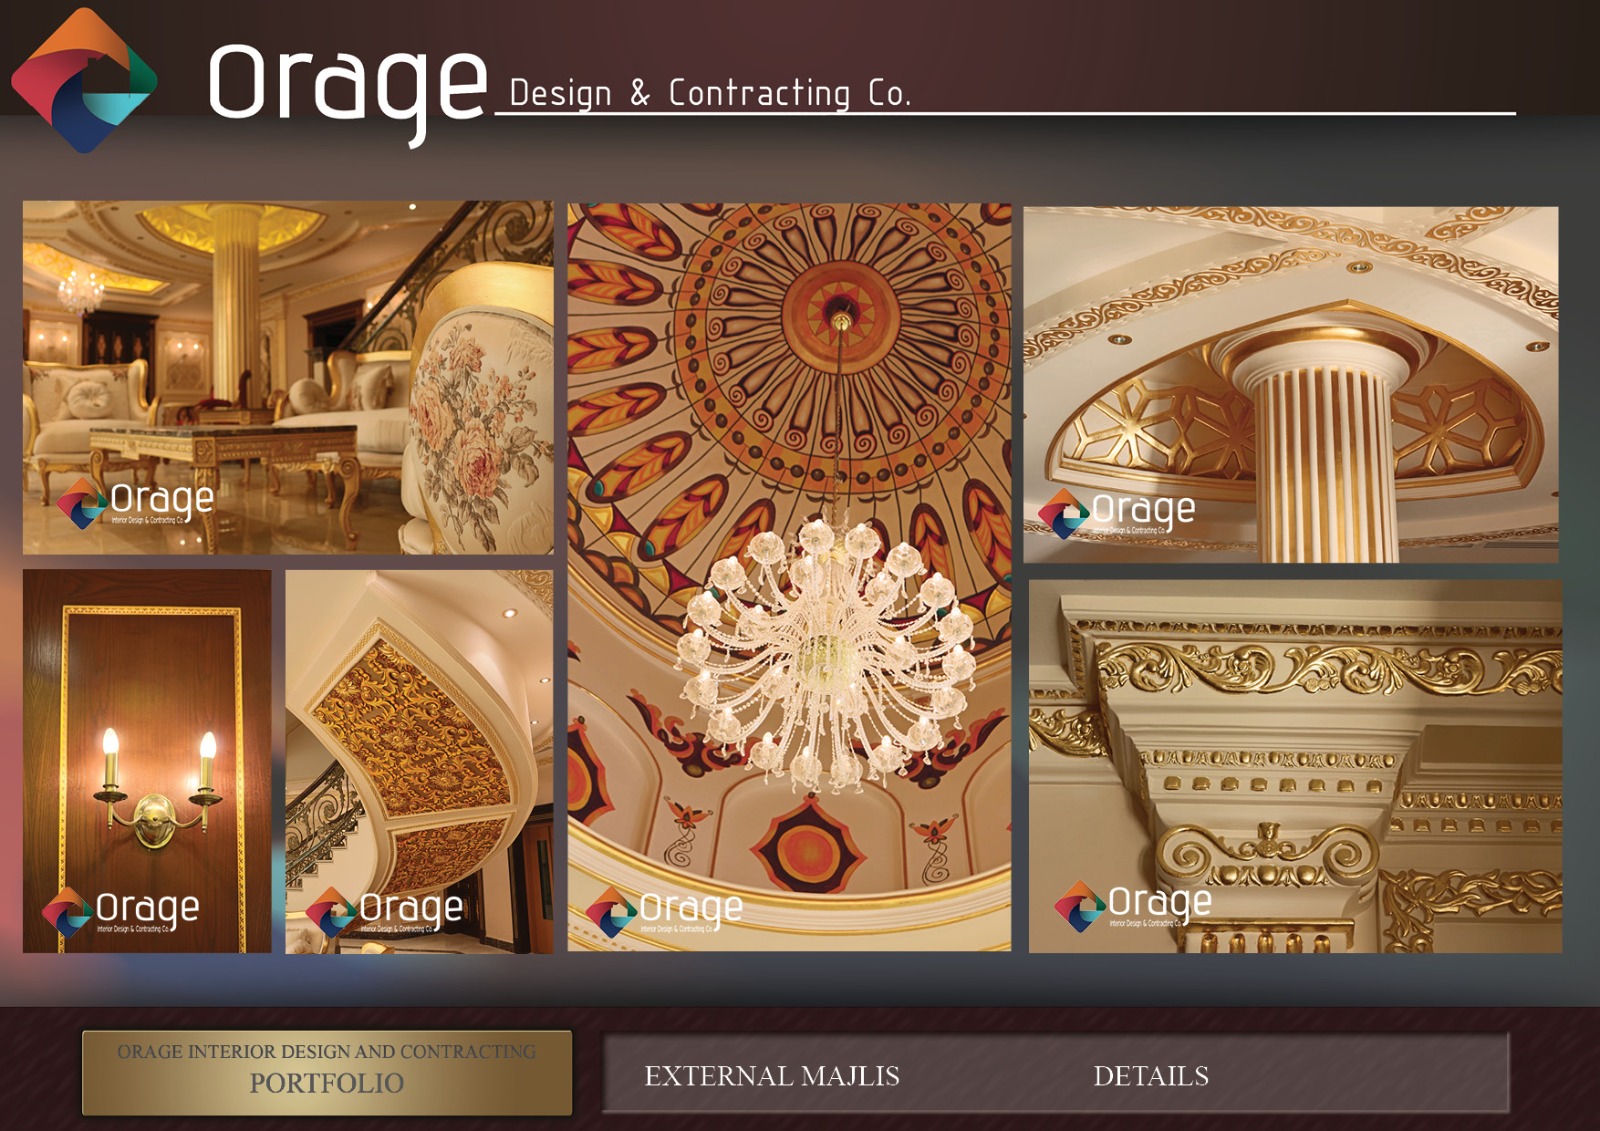 Orage Design & Contracting Co.
Orage
Interior Design & Contracting Co.
Orage
Interior Design & Contracting Co.
Orage
Interior Design & Contracting Co.
Orage
Interior Design & Contracting Co.
Orage
Interior Design & Contracting Co.
Orage
Interior Design & Contracting Co.
ORAGE INTERIOR DESIGN AND CONTRACTING
PORTFOLIO
EXTERNAL MAJLIS
DETAILS